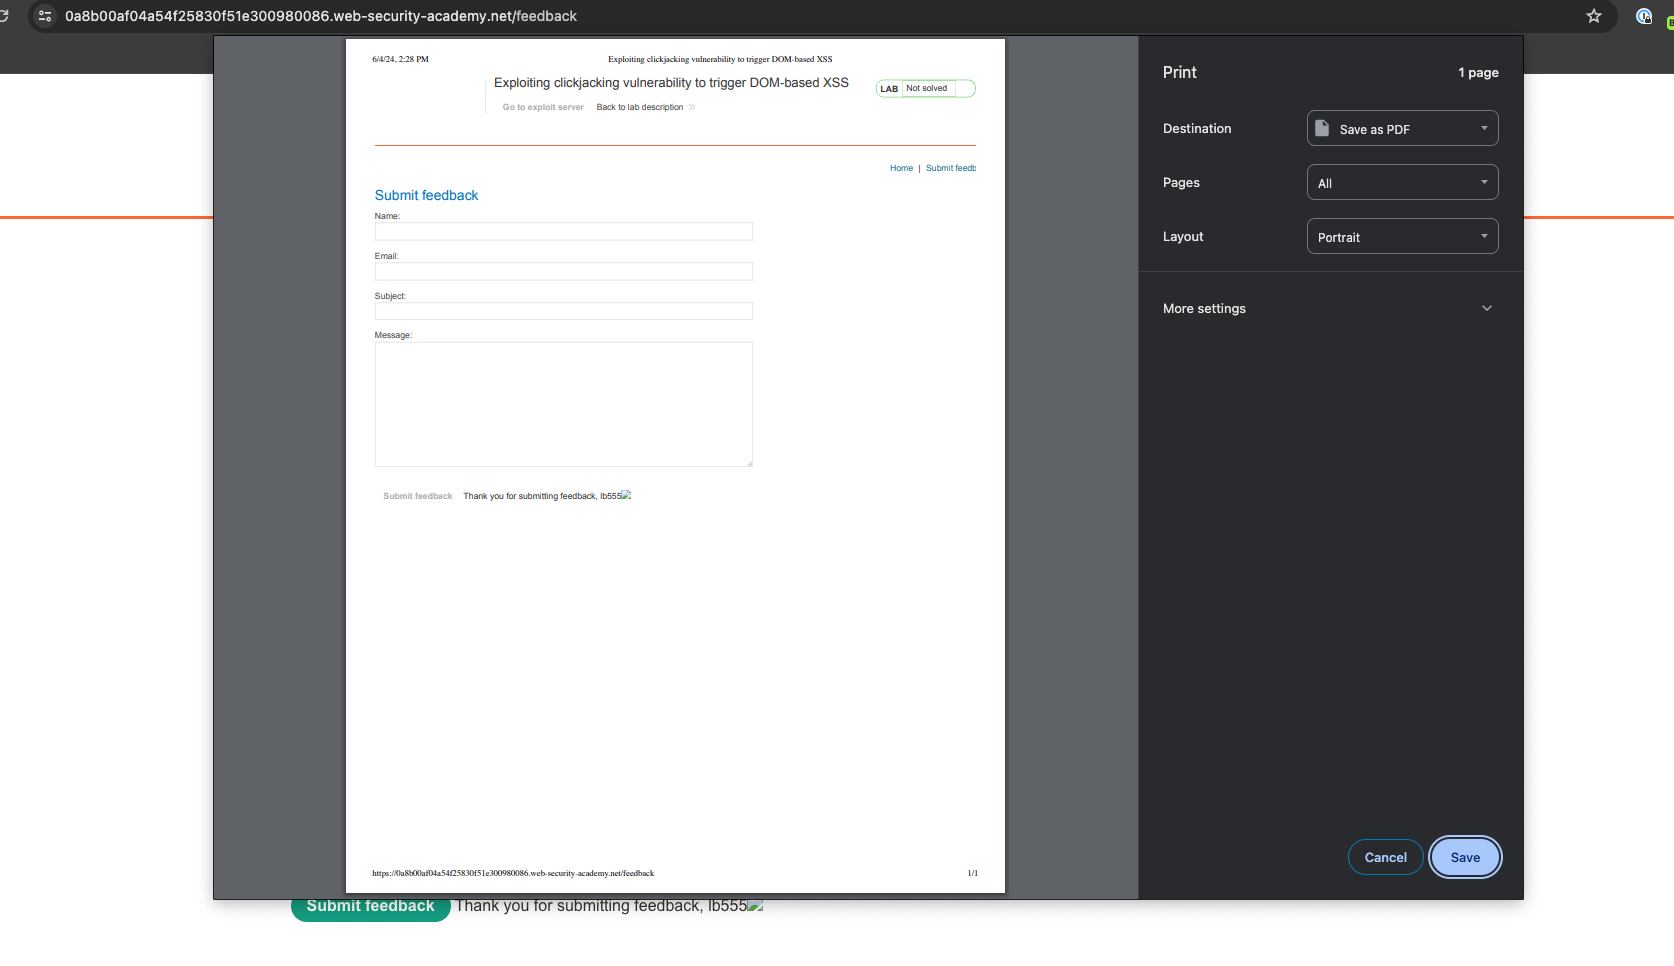 0a8b00af04a54f25830f51e300980086.web-security-academy.net/feedback
6/4/24, 2:28 PM Exploiting clickjacking vulnerability to trigger DOM-based XSS
Exploiting clickjacking vulnerability to trigger DOM-based XSS
LAB Not solved
Go to exploit server Back to lab description »
Home | Submit feedb
Submit feedback
Name:
Email:
Subject:
Message:
Submit feedback Thank you for submitting feedback, lb555
https://0a8b00af04a54f25830f51e300980086.web-security-academy.net/feedback 1/1
Print 1 page
Destination Save as PDF
Pages All
Layout Portrait
More settings
Cancel Save
Submit feedback Thank you for submitting feedback, lb555